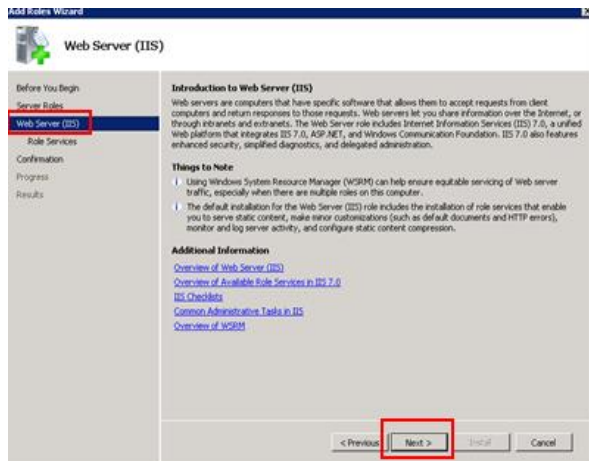 Add Roles Wizard
Web Server (IIS)
Before You Begin
Server Roles
Web Server (IIS)
Role Services
Confirmation
Progress
Results
Introduction to Web Server (IIS)
Web servers are computers that have specific software that allows them to accept requests from client
computers and return responses to those requests. Web servers let you share information over the Internet, or
through intranets and extranets. The Web Server role includes Internet Information Services (IIS) 7.0, a unified
Web platform that integrates IIS 7.0, ASP.NET, and Windows Communication Foundation. IIS 7.0 also features
enhanced security, simplified diagnostics, and delegated administration.
Things to Note
Using Windows System Resource Manager (WSRM) can help ensure equitable servicing of Web server
traffic, especially when there are multiple roles on this computer.
The default installation for the Web Server (IIS) role includes the installation of role services that enable
you to serve static content, make minor customizations (such as default documents and HTTP errors),
monitor and log server activity, and configure static content compression.
Additional Information
Overview of Web Server (IIS)
Overview of Available Role Services in IIS 7.0
IIS Checklists
Common Administrative Tasks in IIS
Overview of WSRM
< Previous
Next >
Install
Cancel